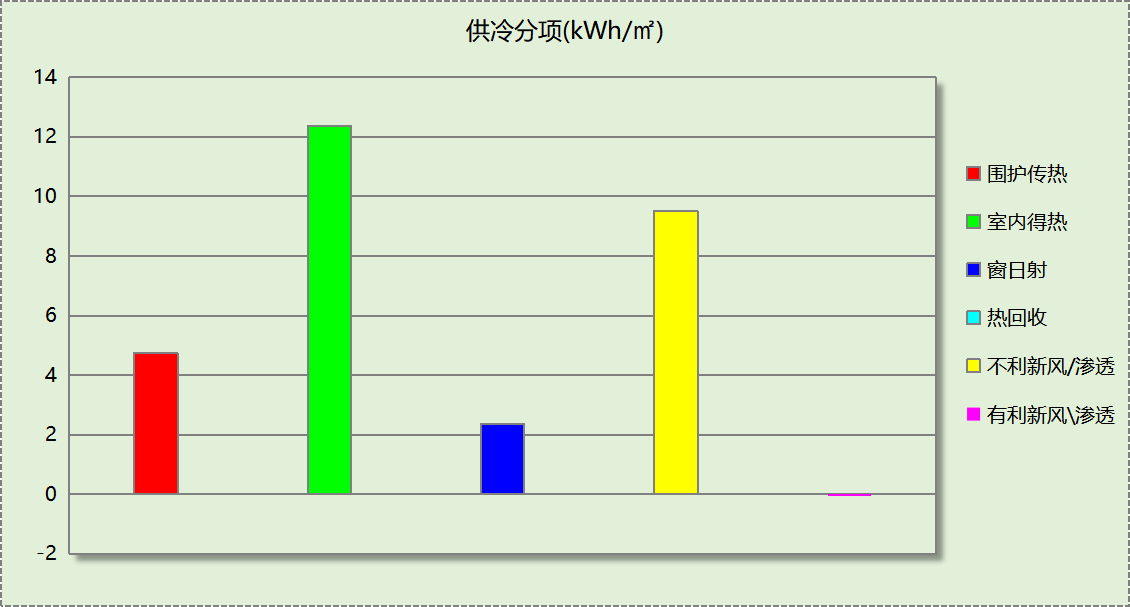 供冷分项(kWh/㎡)
14
12
10
8
6
4
2
0
-2
围护传热
室内得热
窗日射
热回收
不利新风/渗透
有利新风\渗透